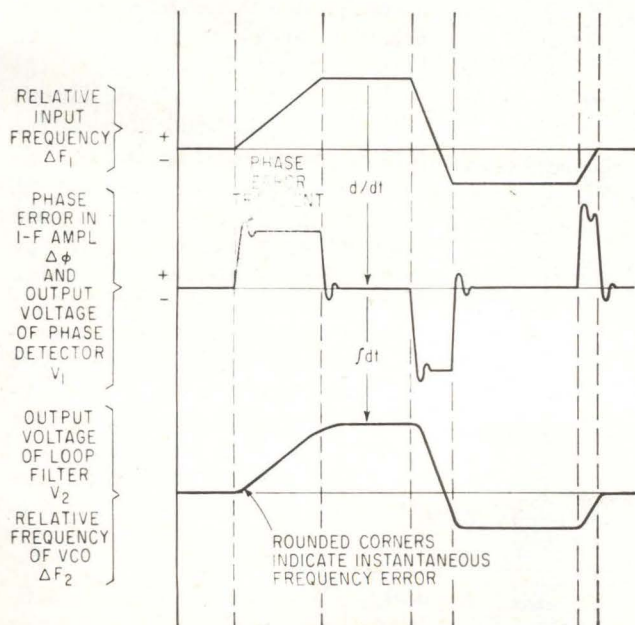 RELATIVE
INPUT
FREQUENCY
ΔF₁
+
−
PHASE
ERROR
d/dt
PHASE
ERROR IN
I-F AMPL
Δϕ
AND
OUTPUT
VOLTAGE
OF PHASE
DETECTOR
V₁
+
−
∫dt
OUTPUT
VOLTAGE
OF LOOP
FILTER
V₂
RELATIVE
FREQUENCY
OF VCO
ΔF₂
ROUNDED CORNERS
INDICATE INSTANTANEOUS
FREQUENCY ERROR